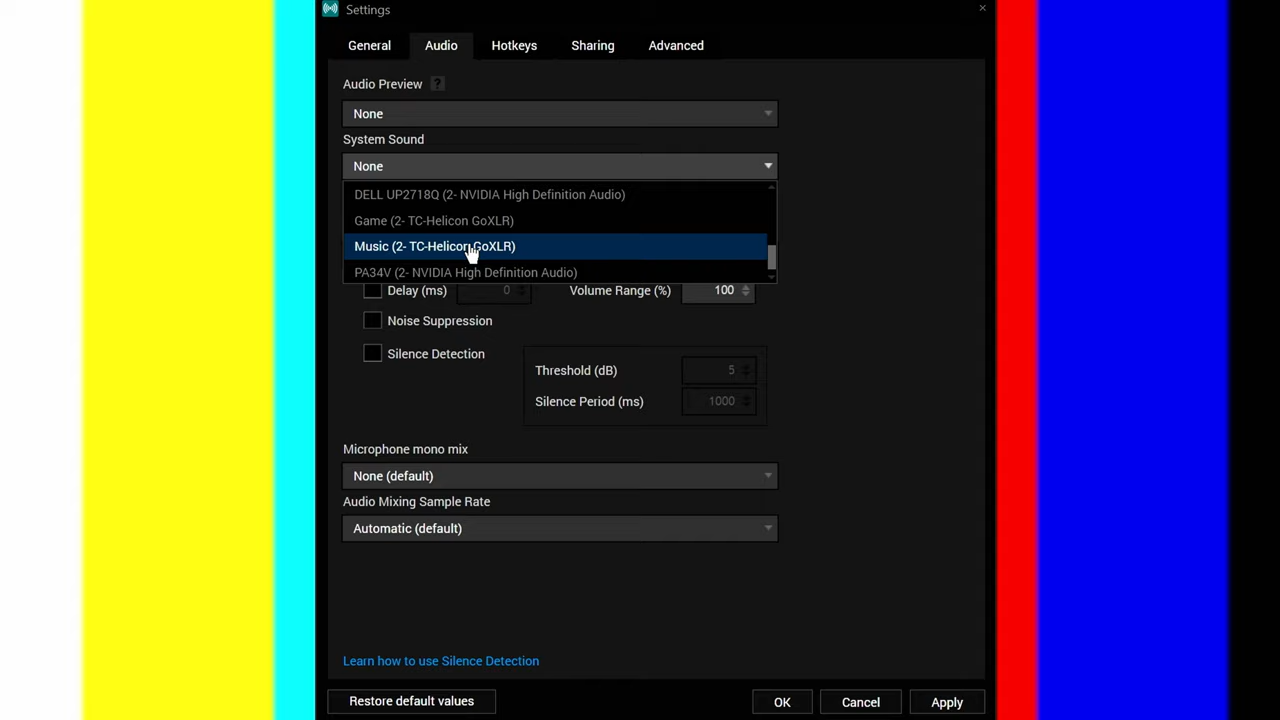 Settings
General Audio Hotkeys Sharing Advanced
Audio Preview ?
None
System Sound
None
DELL UP2718Q (2- NVIDIA High Definition Audio)
Game (2- TC-Helicon GoXLR)
Music (2- TC-Helicon GoXLR)
PA34V (2- NVIDIA High Definition Audio)
Delay (ms) 0 Volume Range (%) 100
Noise Suppression
Silence Detection
Threshold (dB) 5
Silence Period (ms) 1000
Microphone mono mix
None (default)
Audio Mixing Sample Rate
Automatic (default)
Learn how to use Silence Detection
Restore default values OK Cancel Apply